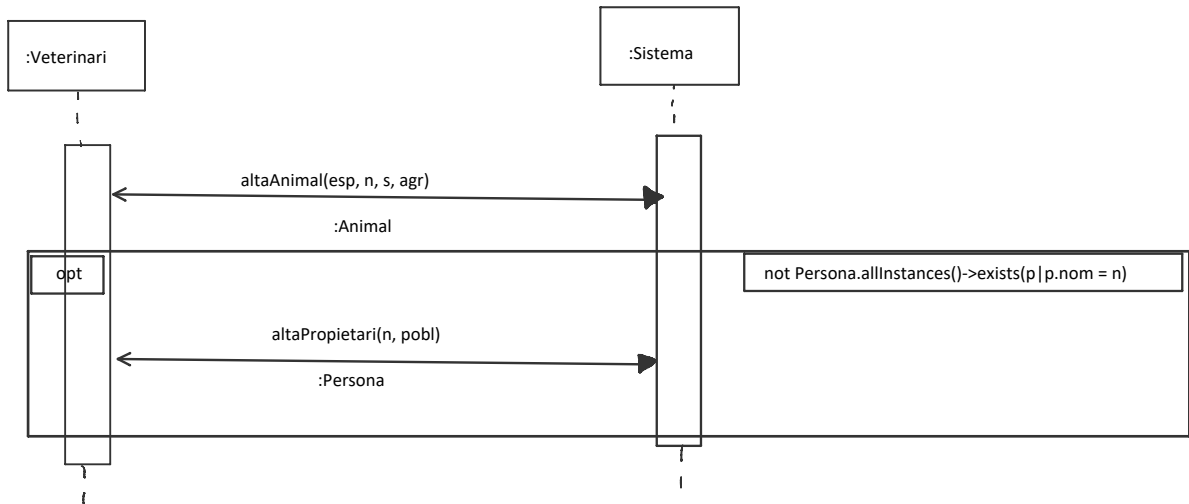 :Veterinari
:Sistema
altaAnimal(esp, n, s, agr)
:Animal
opt
not Persona.allInstances()->exists(p|p.nom = n)
altaPropietari(n, pobl)
:Persona